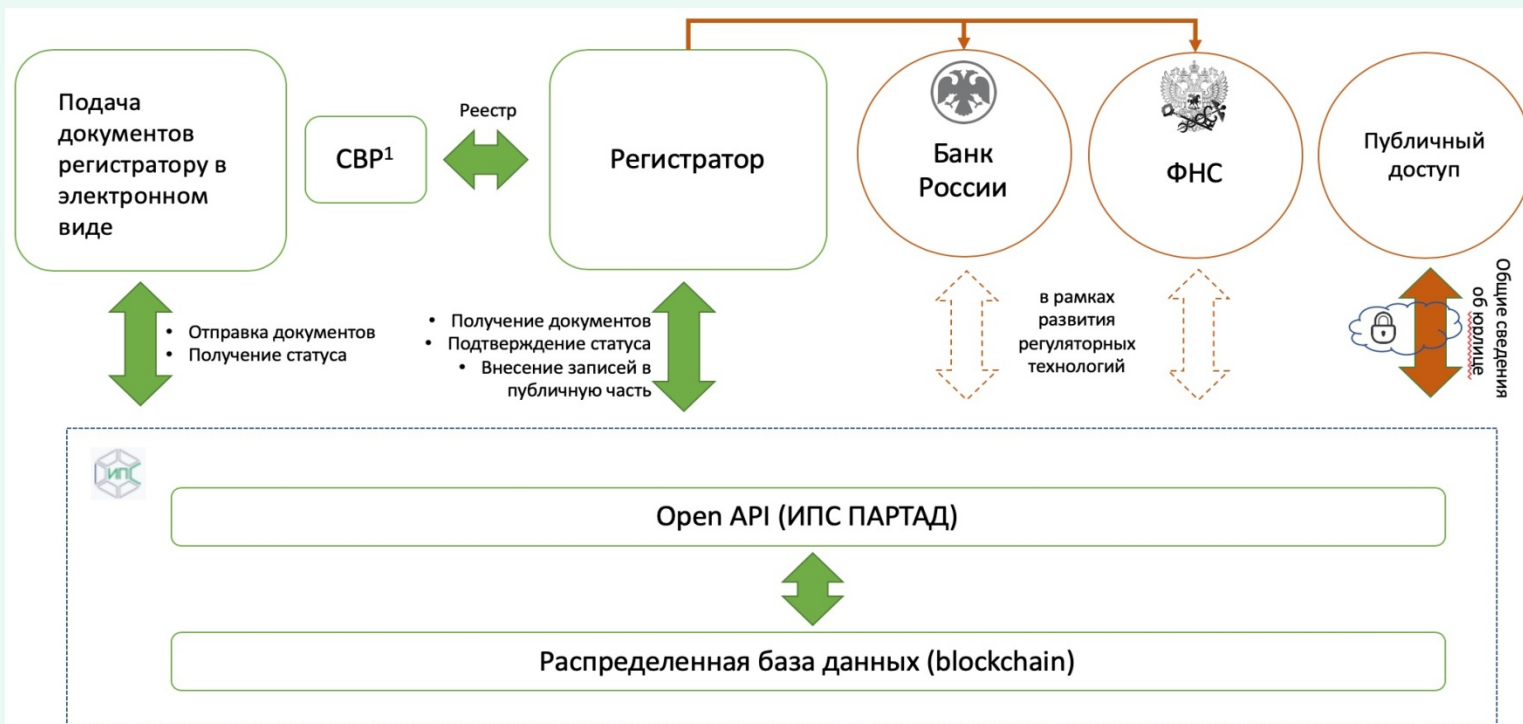 Подача
документов
регистратору в
электронном
виде
СВР¹
Реестр
Регистратор
Банк
России
ФНС
Публичный
доступ
• Отправка документов
• Получение статуса
• Получение документов
• Подтверждение статуса
• Внесение записей в
публичную часть
в рамках
развития
регуляторных
технологий
Общие сведения
об юрлице
ИПС
Open API (ИПС ПАРТАД)
Распределенная база данных (blockchain)